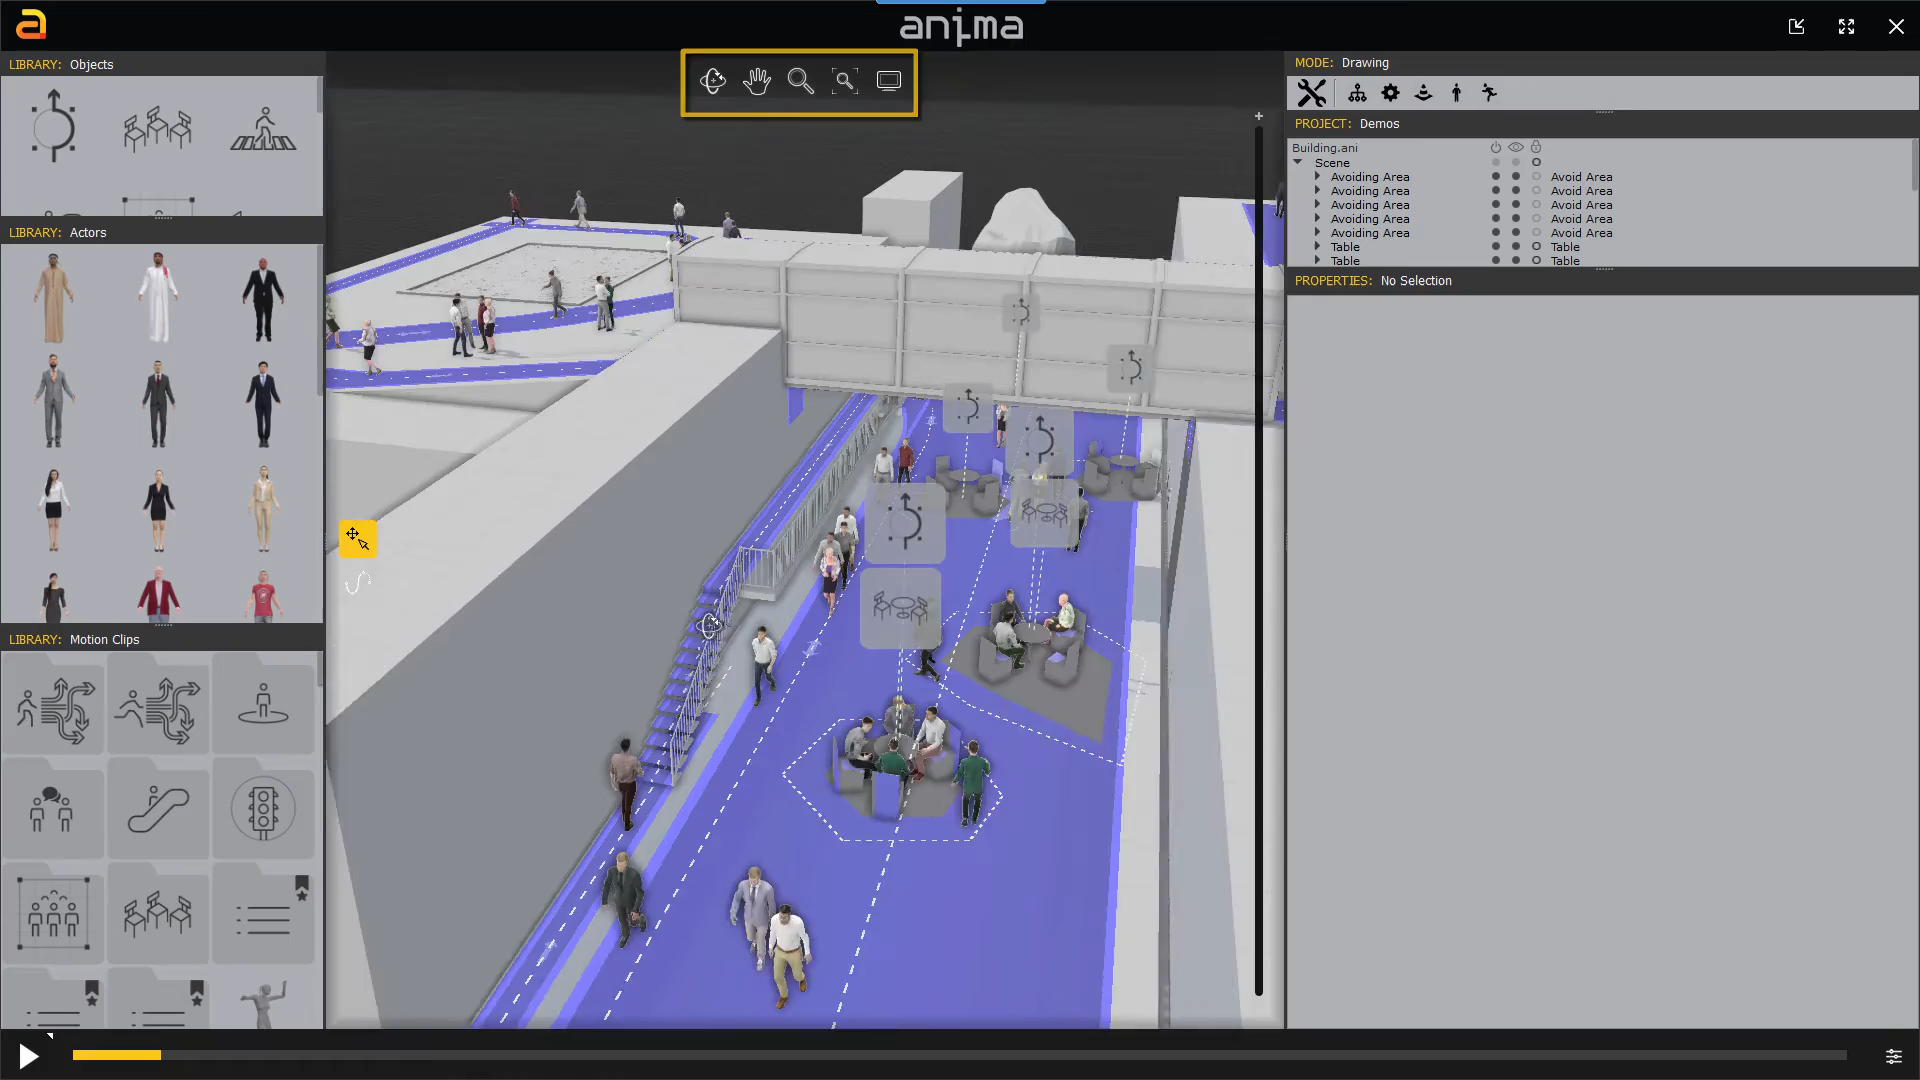 anima
LIBRARY: Objects
LIBRARY: Actors
LIBRARY: Motion Clips
MODE: Drawing
PROJECT: Demos
Building.ani
Scene
Avoiding Area Avoid Area
Avoiding Area Avoid Area
Avoiding Area Avoid Area
Avoiding Area Avoid Area
Avoiding Area Avoid Area
Table Table
Table Table
PROPERTIES: No Selection